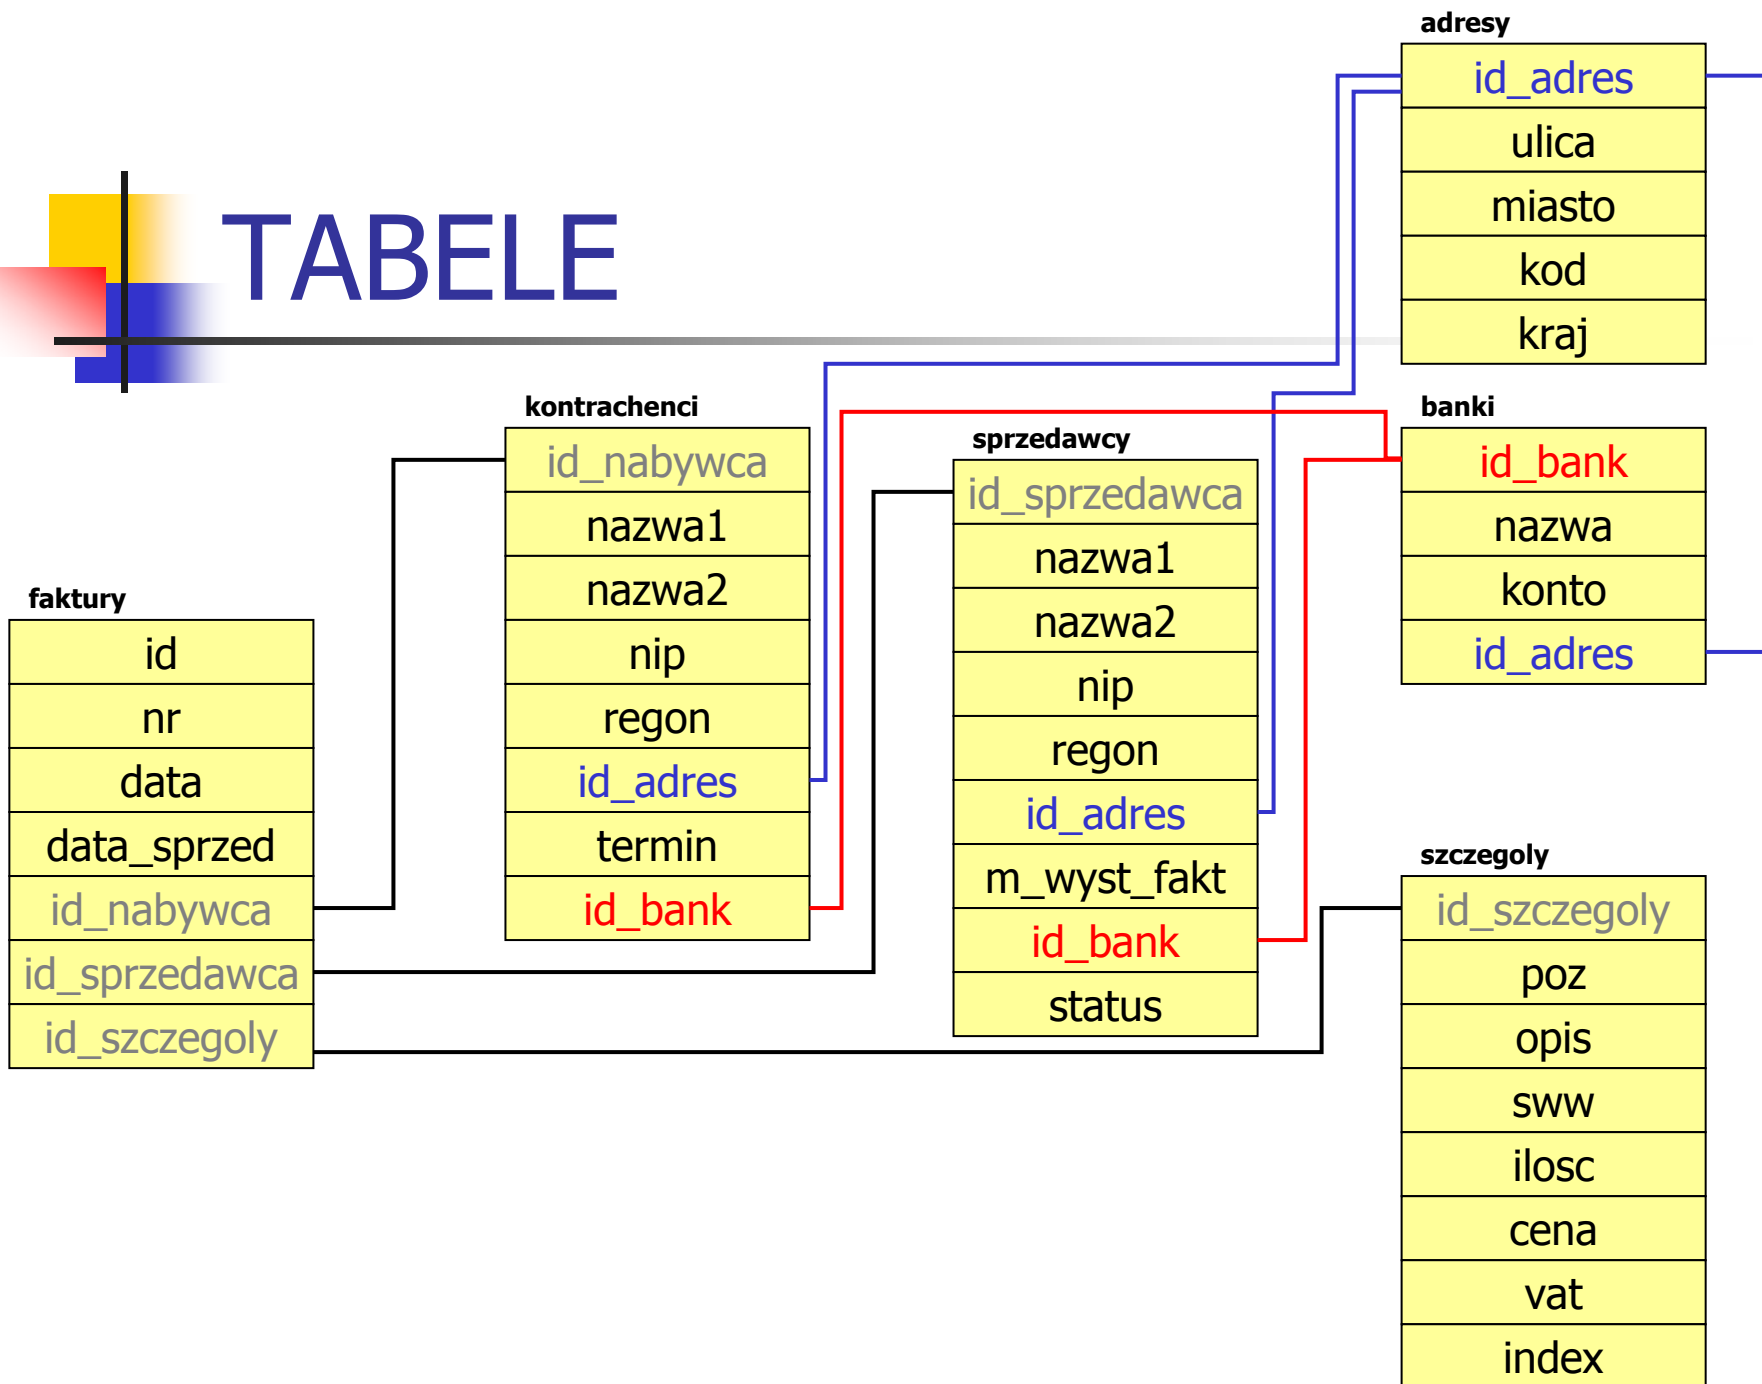 TABELE
faktury
id
nr
data
data_sprzed
id_nabywca
id_sprzedawca
id_szczegoly
kontrachenci
id_nabywca
nazwa1
nazwa2
nip
regon
id_adres
termin
id_bank
sprzedawcy
id_sprzedawca
nazwa1
nazwa2
nip
regon
id_adres
m_wyst_fakt
id_bank
status
adresy
id_adres
ulica
miasto
kod
kraj
banki
id_bank
nazwa
konto
id_adres
szczegoly
id_szczegoly
poz
opis
sww
ilosc
cena
vat
index